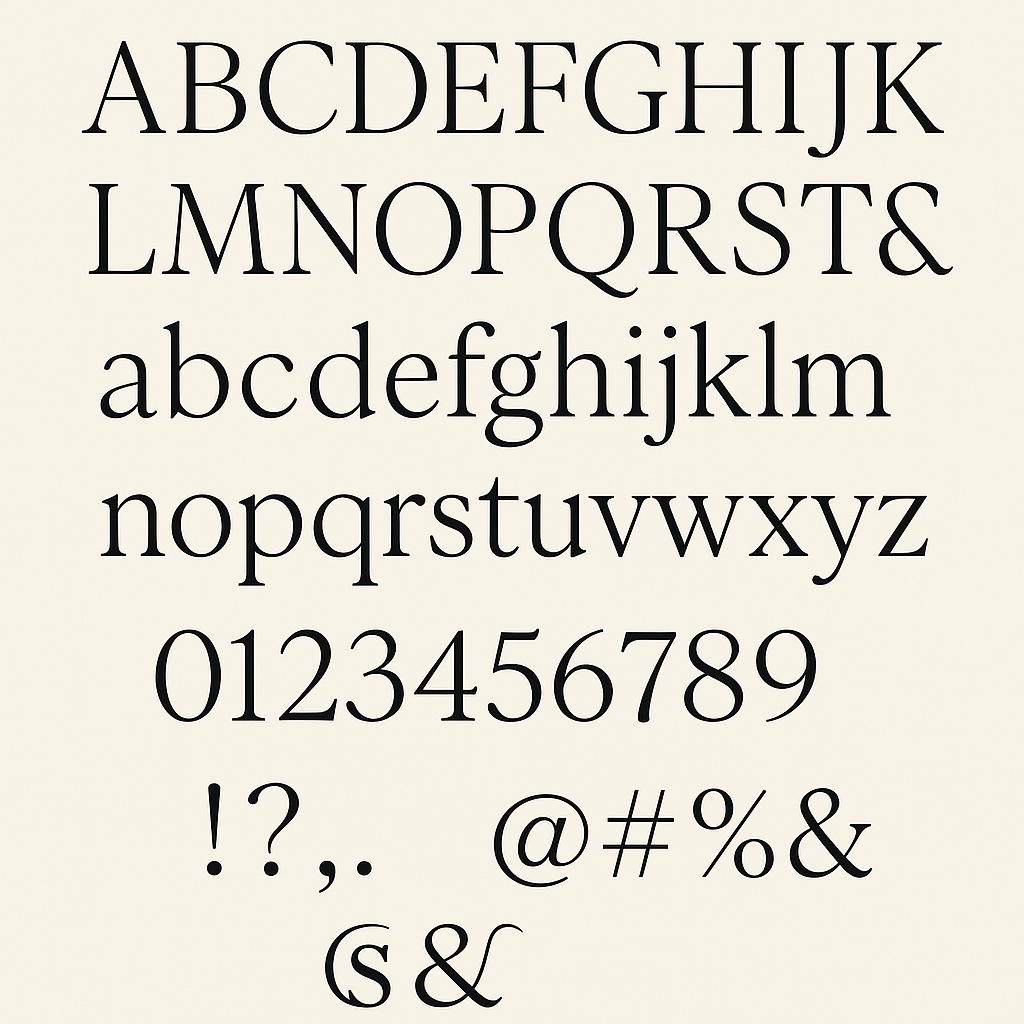 ABCDEFGHIJK
LMNOPQRST&
abcdefghijklm
nopqrstuvwxyz
0123456789
!?,. @#%&
&